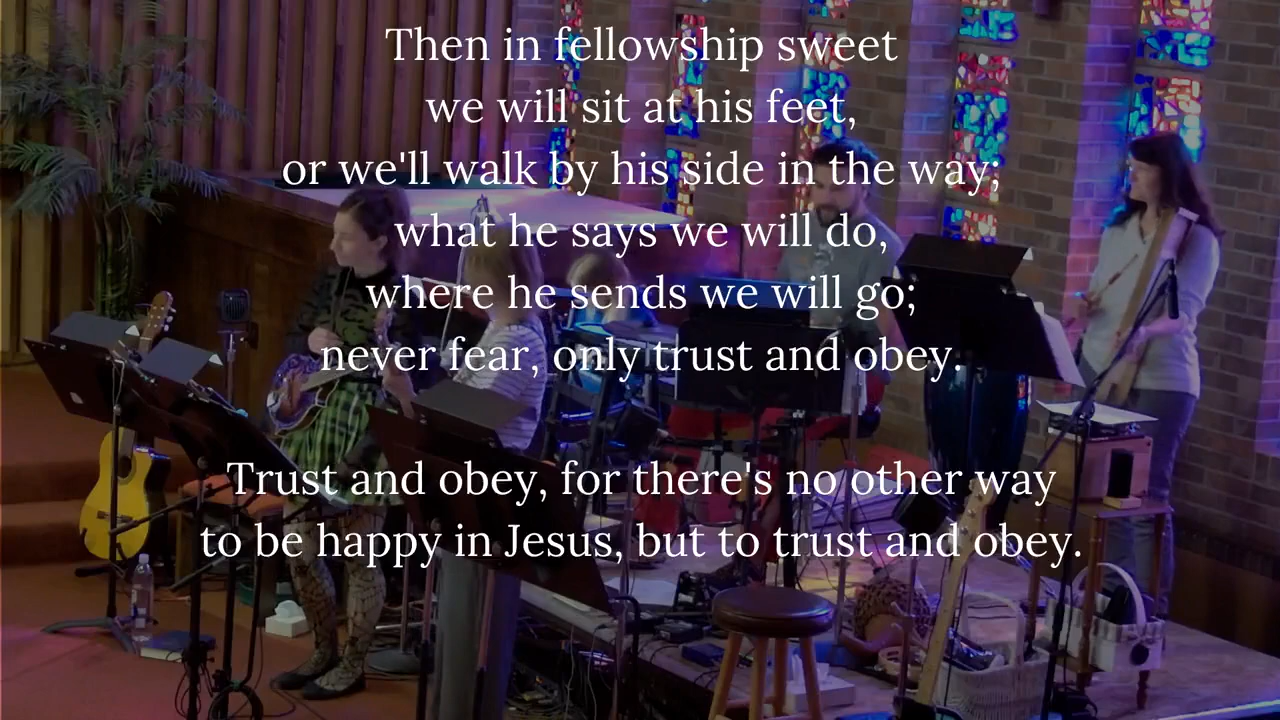 Then in fellowship sweet
we will sit at his feet,
or we'll walk by his side in the way;
what he says we will do,
where he sends we will go;
never fear, only trust and obey.
Trust and obey, for there's no other way
to be happy in Jesus, but to trust and obey.